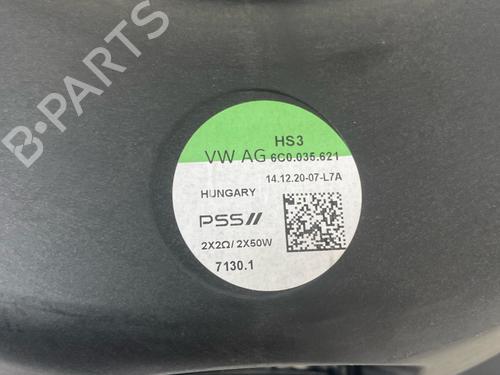 HS3
VW AG 6C0.035.621
14.12.20-07-L7A
HUNGARY
PSS
2X2Ω/ 2X50W
7130.1
B-PARTS